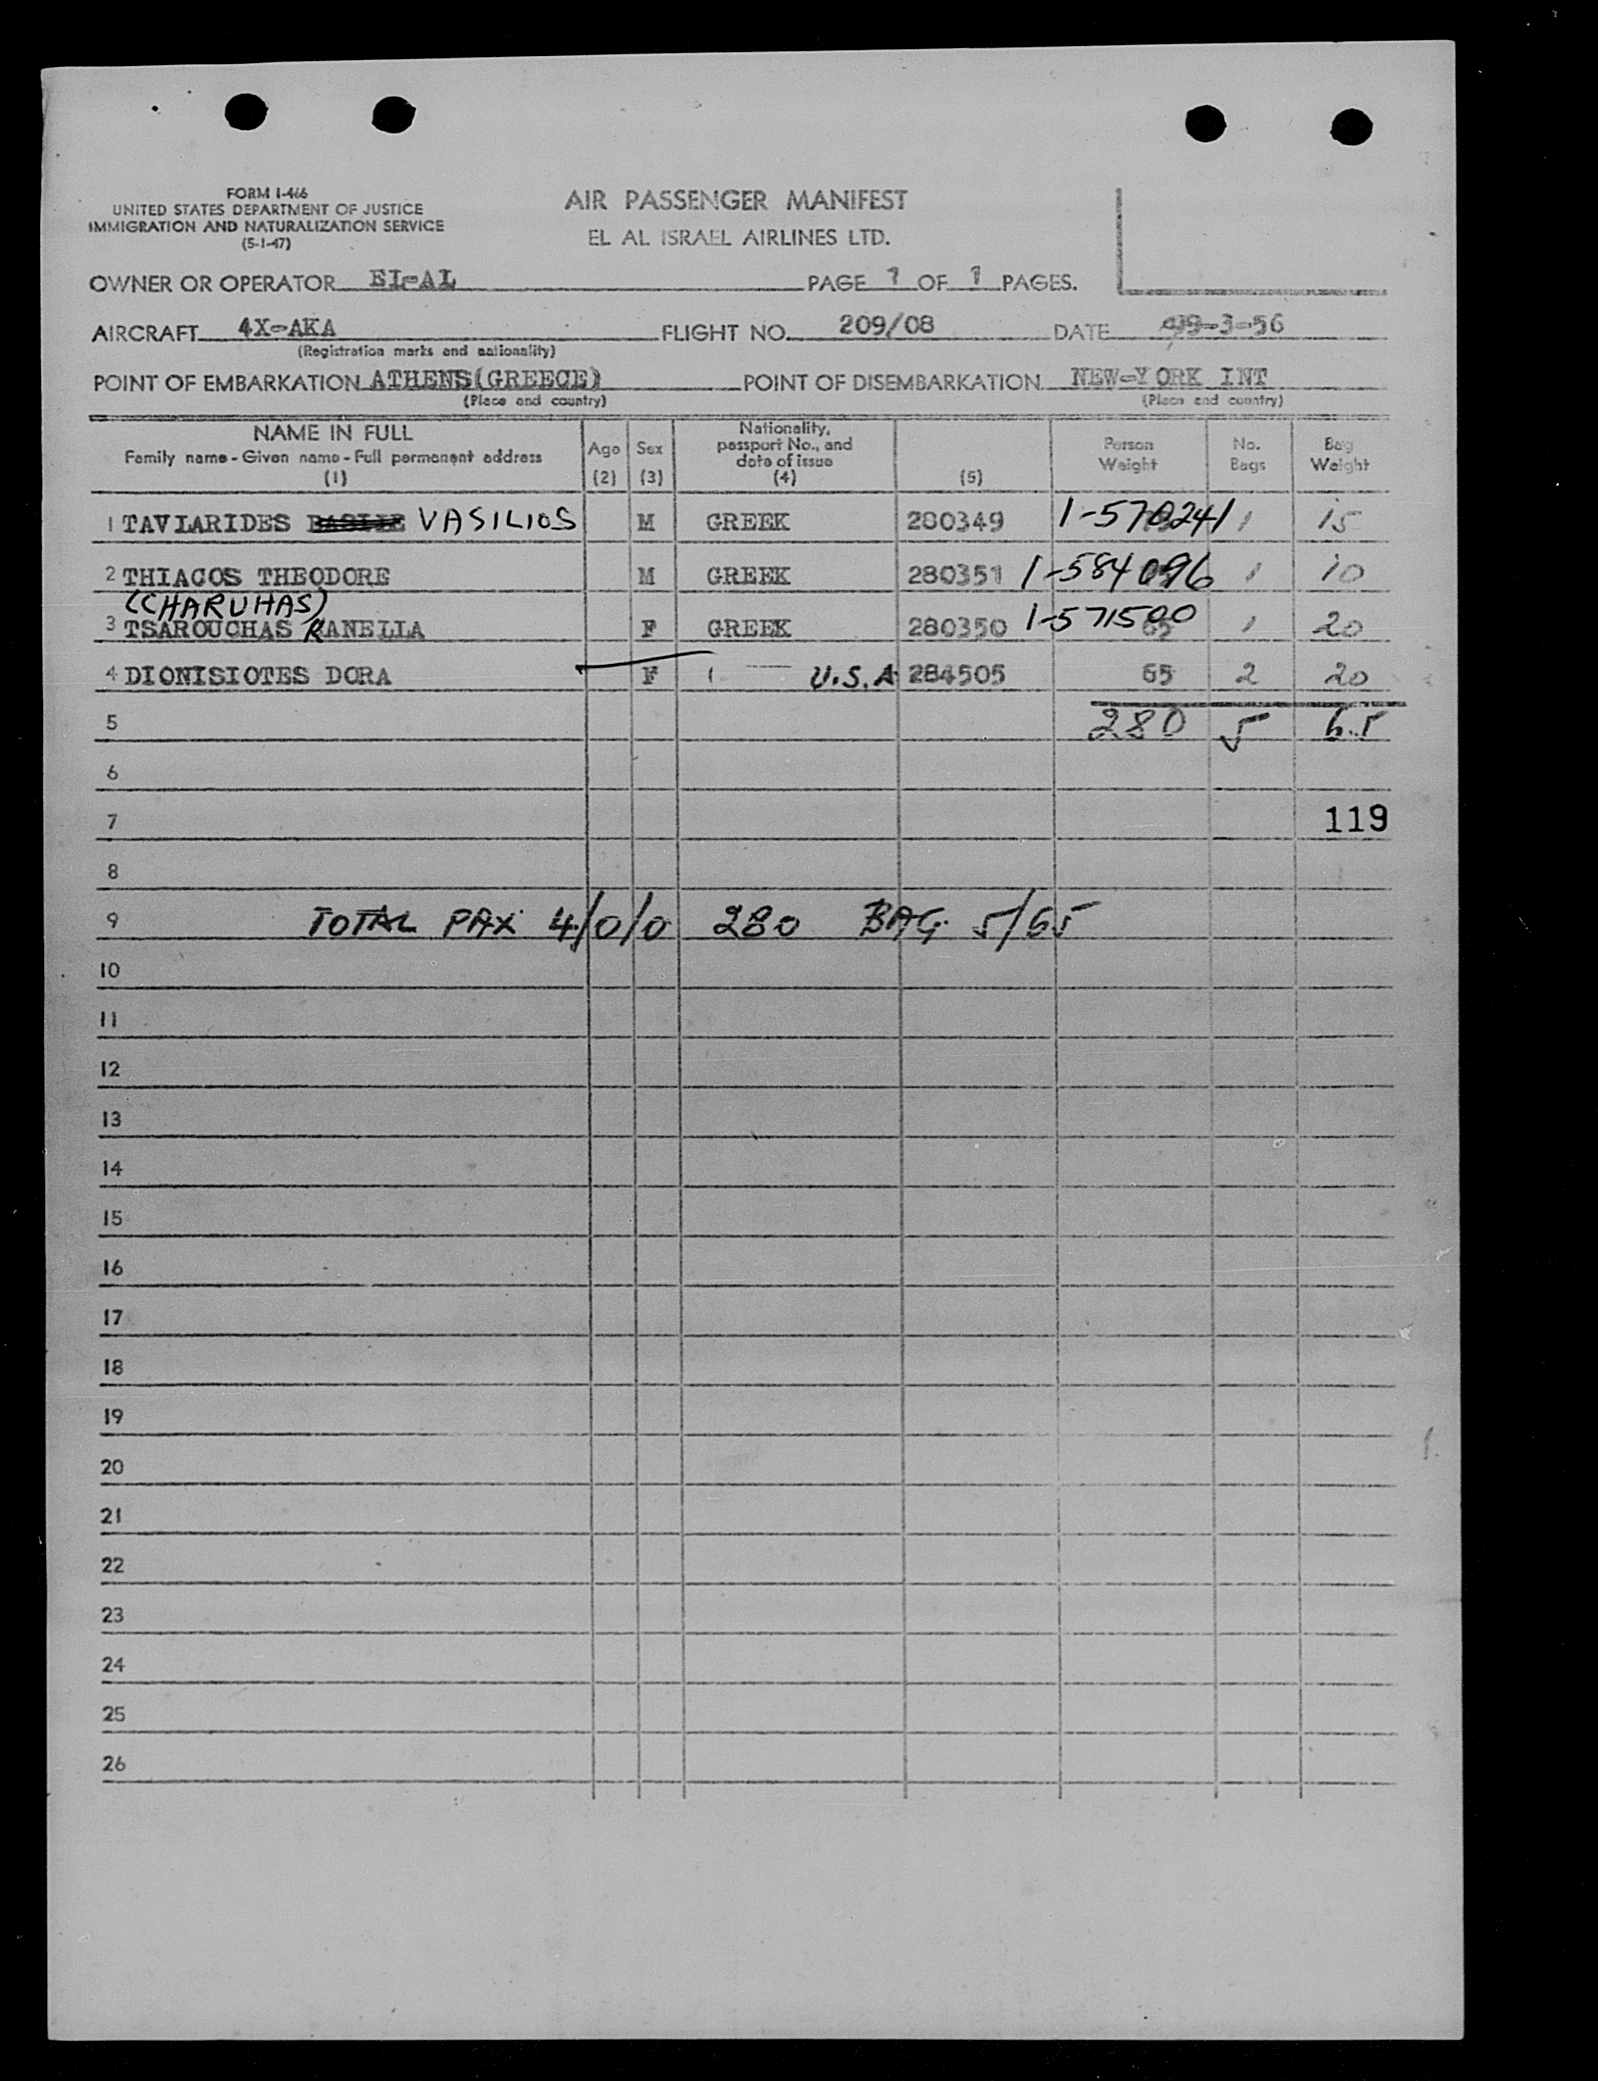 FORM I-466
UNITED STATES DEPARTMENT OF JUSTICE
IMMIGRATION AND NATURALIZATION SERVICE
(5-1-47)
AIR PASSENGER MANIFEST
EL AL ISRAEL AIRLINES LTD.
OWNER OR OPERATOR El-AL PAGE 1 OF 1 PAGES.
AIRCRAFT 4X-AKA FLIGHT NO. 209/08 DATE 9-3-56
(Registration marks and nationality)
POINT OF EMBARKATION ATHENS(GREECE) POINT OF DISEMBARKATION NEW-YORK INT
(Place and country) (Place and country)
NAME IN FULL
Family name - Given name - Full permanent address
(1)
Age
(2)
Sex
(3)
Nationality,
passport No., and
date of issue
(4)
(5)
Person
Weight
No.
Bags
Bag
Weight
1 TAVLARIDES VASILIOS M GREEK 280349 1-570241 1 15
2 THIACOS THEODORE M GREEK 280351 1-584096 1 10
(CHARUHAS)
3 TSAROUCHAS KANELLA F GREEK 280350 1-571500 65 1 20
4 DIONISIOTES DORA F U.S.A 284505 65 2 20
5 280 5 65
6
7 119
8
9 TOTAL PAX 4/0/0 280 BAG. 5/65
10
11
12
13
14
15
16
17
18
19
20
21
22
23
24
25
26